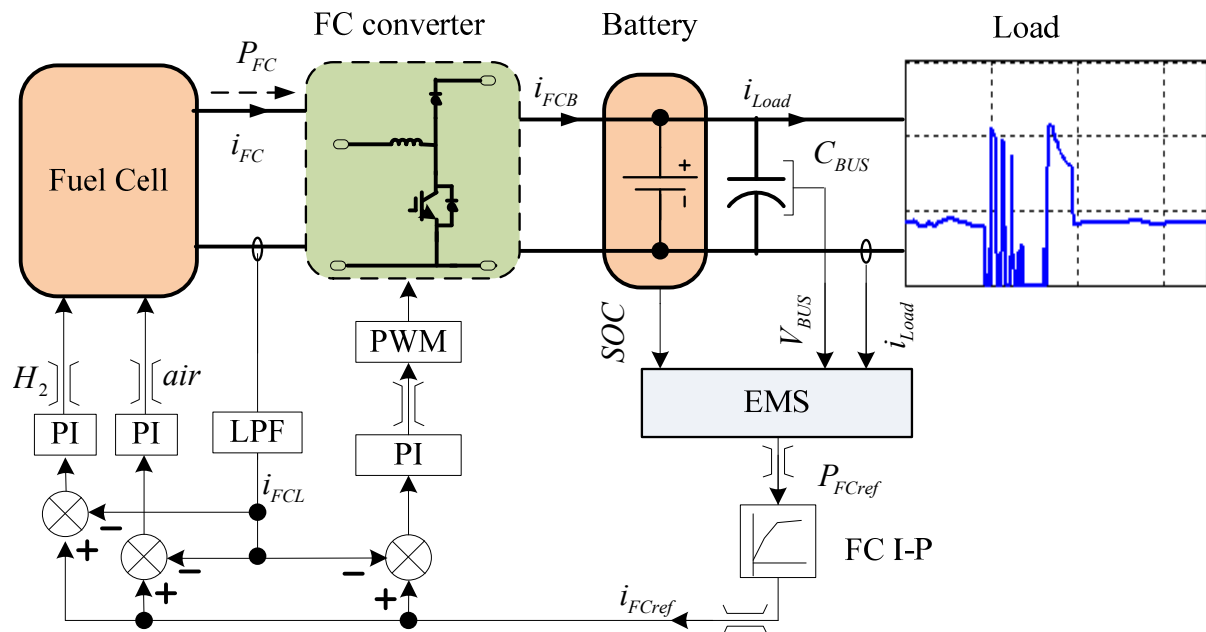 FC converter
Battery
Load
P_FC
i_FC
i_FCB
i_Load
C_BUS
Fuel Cell
+
-
SOC
V_BUS
i_Load
PWM
H_2
air
EMS
PI
PI
LPF
PI
i_FCL
P_FCref
FC I-P
-
+
-
+
-
+
i_FCref